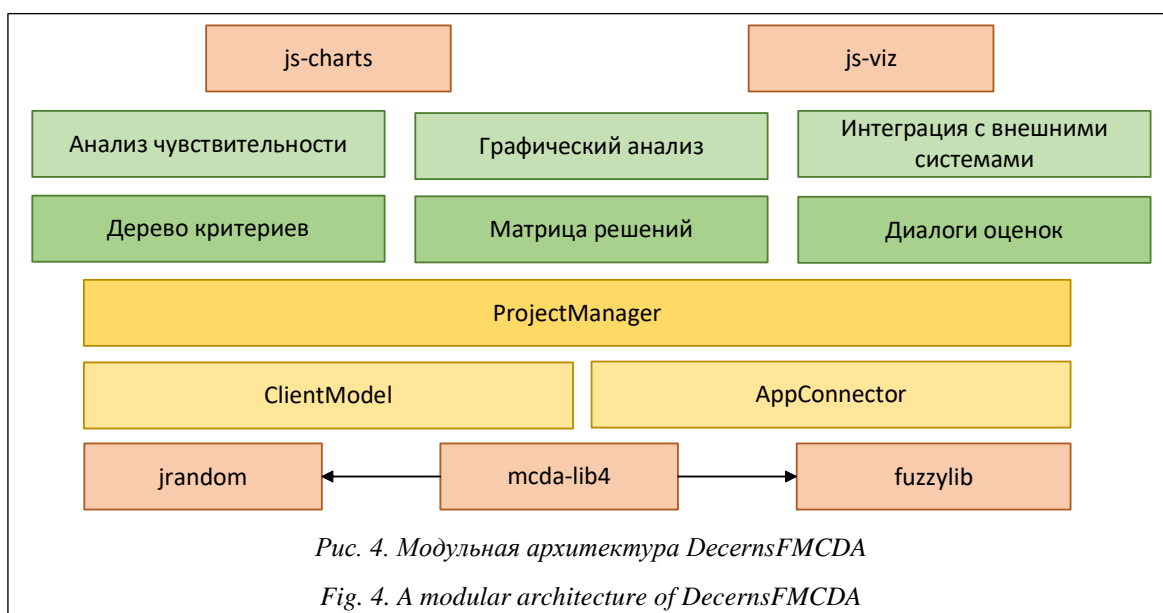 js-charts
js-viz
Анализ чувствительности
Графический анализ
Интеграция с внешними
системами
Дерево критериев
Матрица решений
Диалоги оценок
ProjectManager
ClientModel
AppConnector
jrandom
mcda-lib4
fuzzylib
Рис. 4. Модульная архитектура DecernsFMCDA
Fig. 4. A modular architecture of DecernsFMCDA